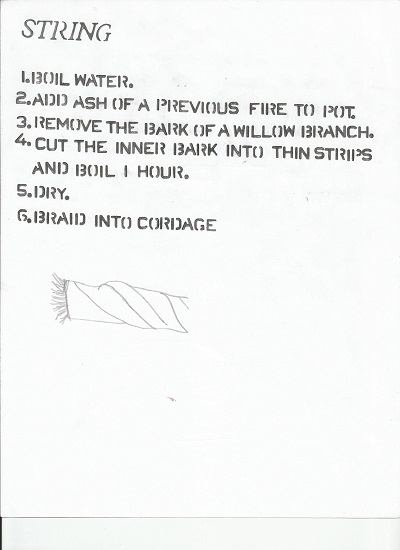 STRING
1. BOIL WATER.
2. ADD ASH OF A PREVIOUS FIRE TO POT.
3. REMOVE THE BARK OF A WILLOW BRANCH.
4. CUT THE INNER BARK INTO THIN STRIPS
AND BOIL 1 HOUR.
5. DRY.
6. BRAID INTO CORDAGE